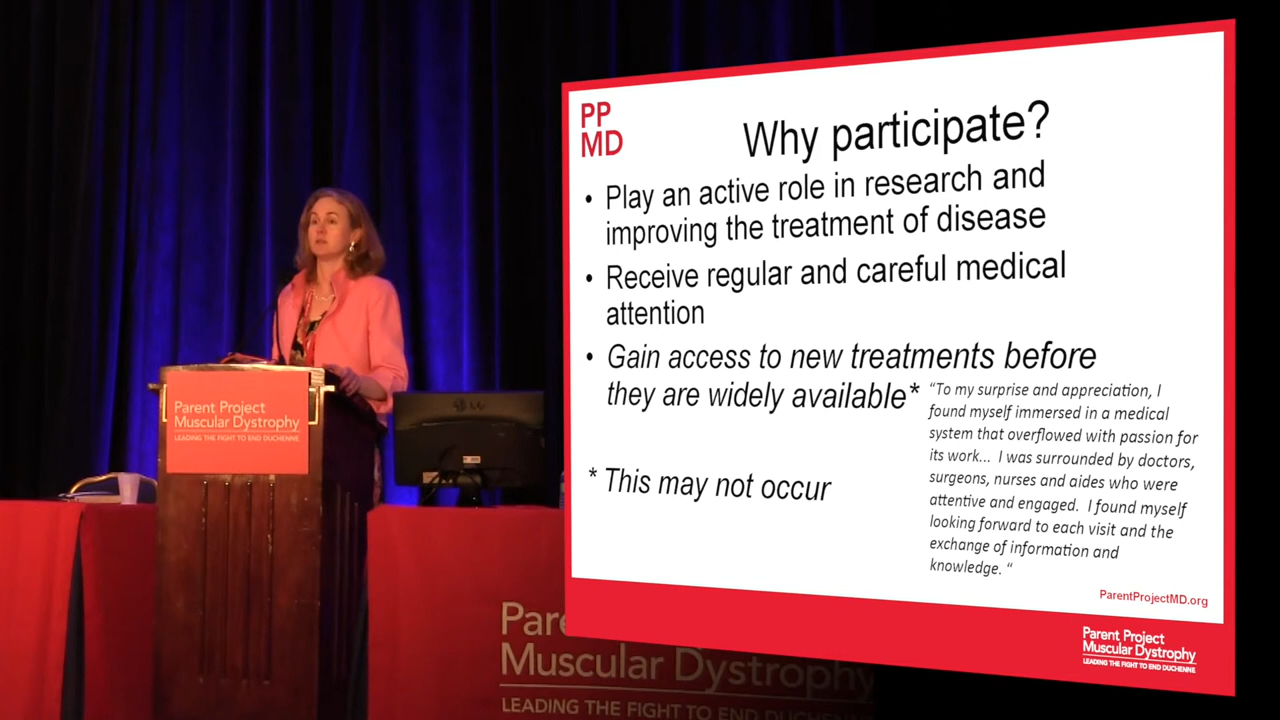 PP
MD
Why participate?
• Play an active role in research and
improving the treatment of disease
• Receive regular and careful medical
attention
• Gain access to new treatments before
they are widely available*
* This may not occur
“To my surprise and appreciation, I
found myself immersed in a medical
system that overflowed with passion for
its work... I was surrounded by doctors,
surgeons, nurses and aides who were
attentive and engaged. I found myself
looking forward to each visit and the
exchange of information and
knowledge. “
ParentProjectMD.org
Parent Project
Muscular Dystrophy
LEADING THE FIGHT TO END DUCHENNE
Parent Project
Muscular Dystrophy
LEADING THE FIGHT TO END DUCHENNE
Muscular Dystrophy
LEADING THE FIGHT TO END